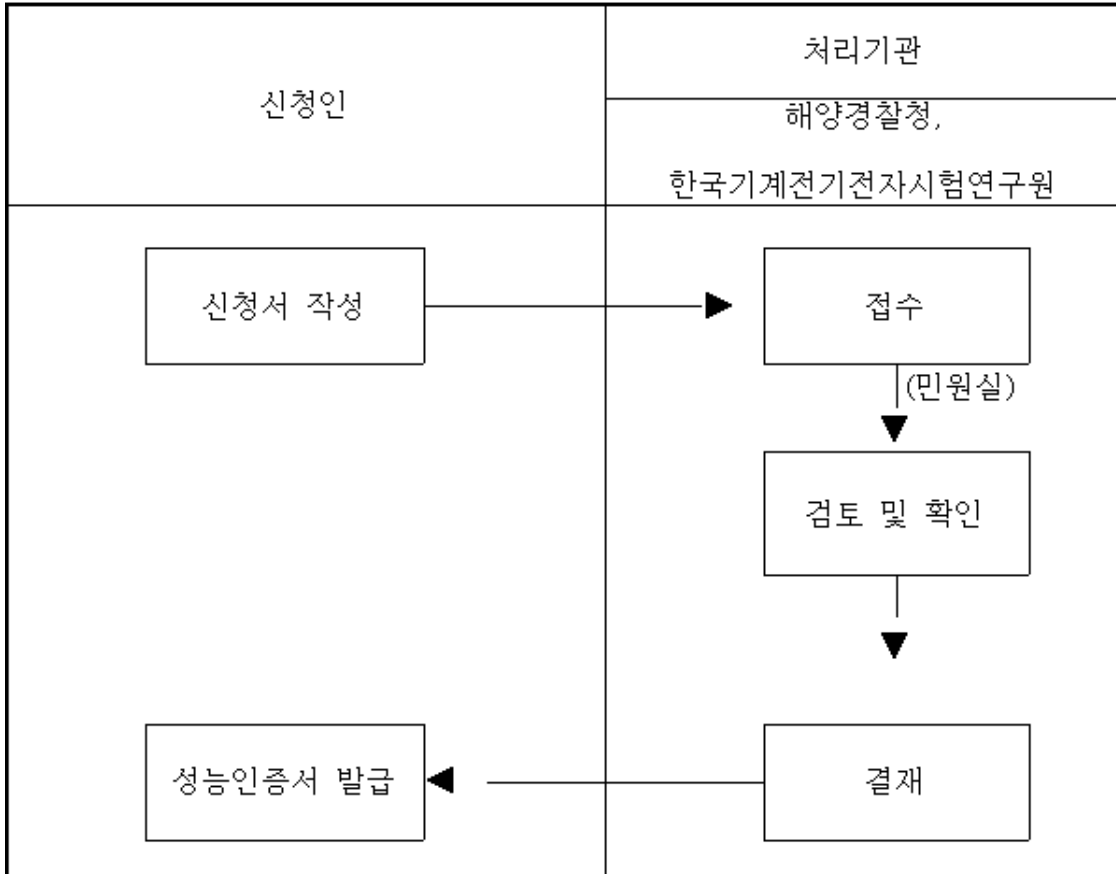 신청인
처리기관
해양경찰청,
한국기계전기전자시험연구원
신청서 작성
접수
(민원실)
검토 및 확인
성능인증서 발급
결재